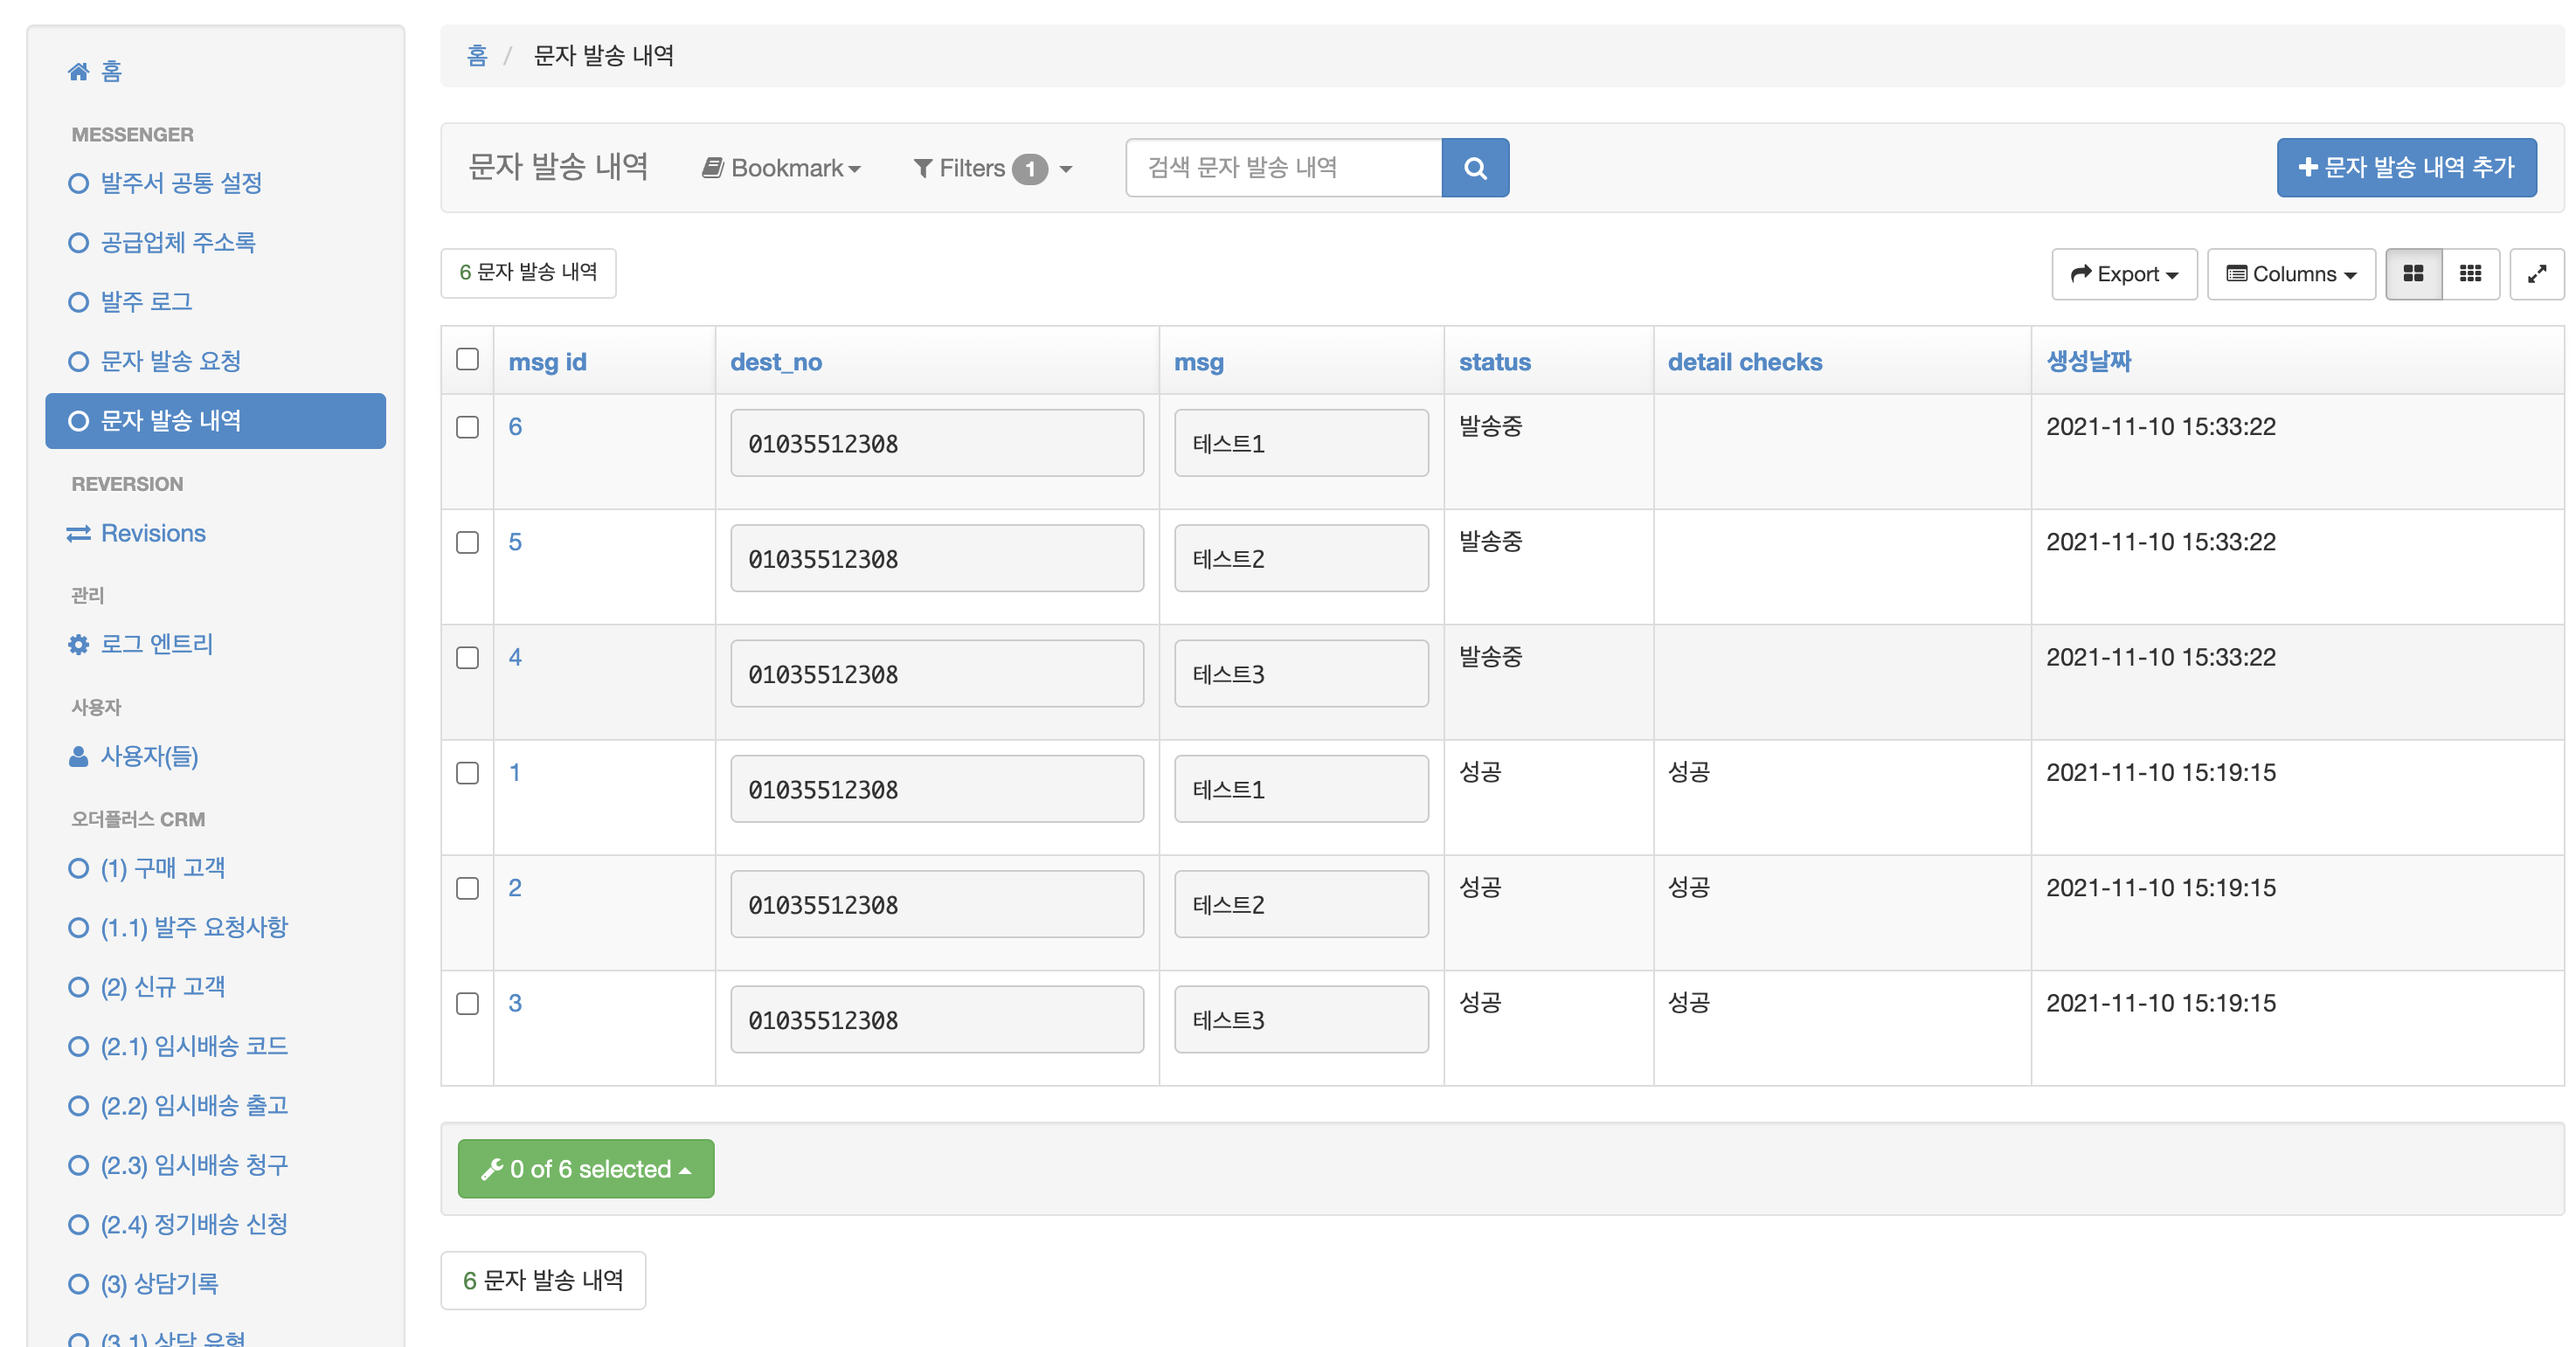 홈
MESSENGER
발주서 공통 설정
공급업체 주소록
발주 로그
문자 발송 요청
문자 발송 내역
REVERSION
Revisions
관리
로그 엔트리
사용자
사용자(들)
오더플러스 CRM
(1) 구매 고객
(1.1) 발주 요청사항
(2) 신규 고객
(2.1) 임시배송 코드
(2.2) 임시배송 출고
(2.3) 임시배송 청구
(2.4) 정기배송 신청
(3) 상담기록
(3.1) 상담 유형
홈 / 문자 발송 내역
문자 발송 내역 Bookmark Filters 1 검색 문자 발송 내역 문자 발송 내역 추가
6 문자 발송 내역 Export Columns
msg id dest_no msg status detail checks 생성날짜
6 01035512308 테스트1 발송중 2021-11-10 15:33:22
5 01035512308 테스트2 발송중 2021-11-10 15:33:22
4 01035512308 테스트3 발송중 2021-11-10 15:33:22
1 01035512308 테스트1 성공 성공 2021-11-10 15:19:15
2 01035512308 테스트2 성공 성공 2021-11-10 15:19:15
3 01035512308 테스트3 성공 성공 2021-11-10 15:19:15
0 of 6 selected
6 문자 발송 내역